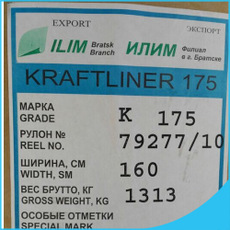 EXPORT ЭКСПОРТ
ILIM Bratsk Branch ИЛИМ Филиал в г. Братске
KRAFTLINER 175
МАРКА
GRADE K 175
РУЛОН №
REEL NO. 79277/10
ШИРИНА, СМ
WIDTH, SM 160
ВЕС БРУТТО, КГ
GROSS WEIGHT, KG 1313
ОСОБЫЕ ОТМЕТКИ
SPECIAL MARK